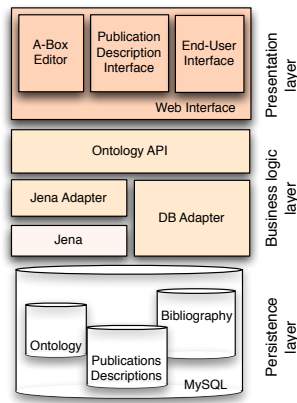 A-Box
Editor
Publication
Description
Interface
End-User
Interface
Web Interface
Presentation
layer
Ontology API
Jena Adapter
DB Adapter
Jena
Business logic
layer
Bibliography
Ontology
Publications
Descriptions
MySQL
Persistence
layer